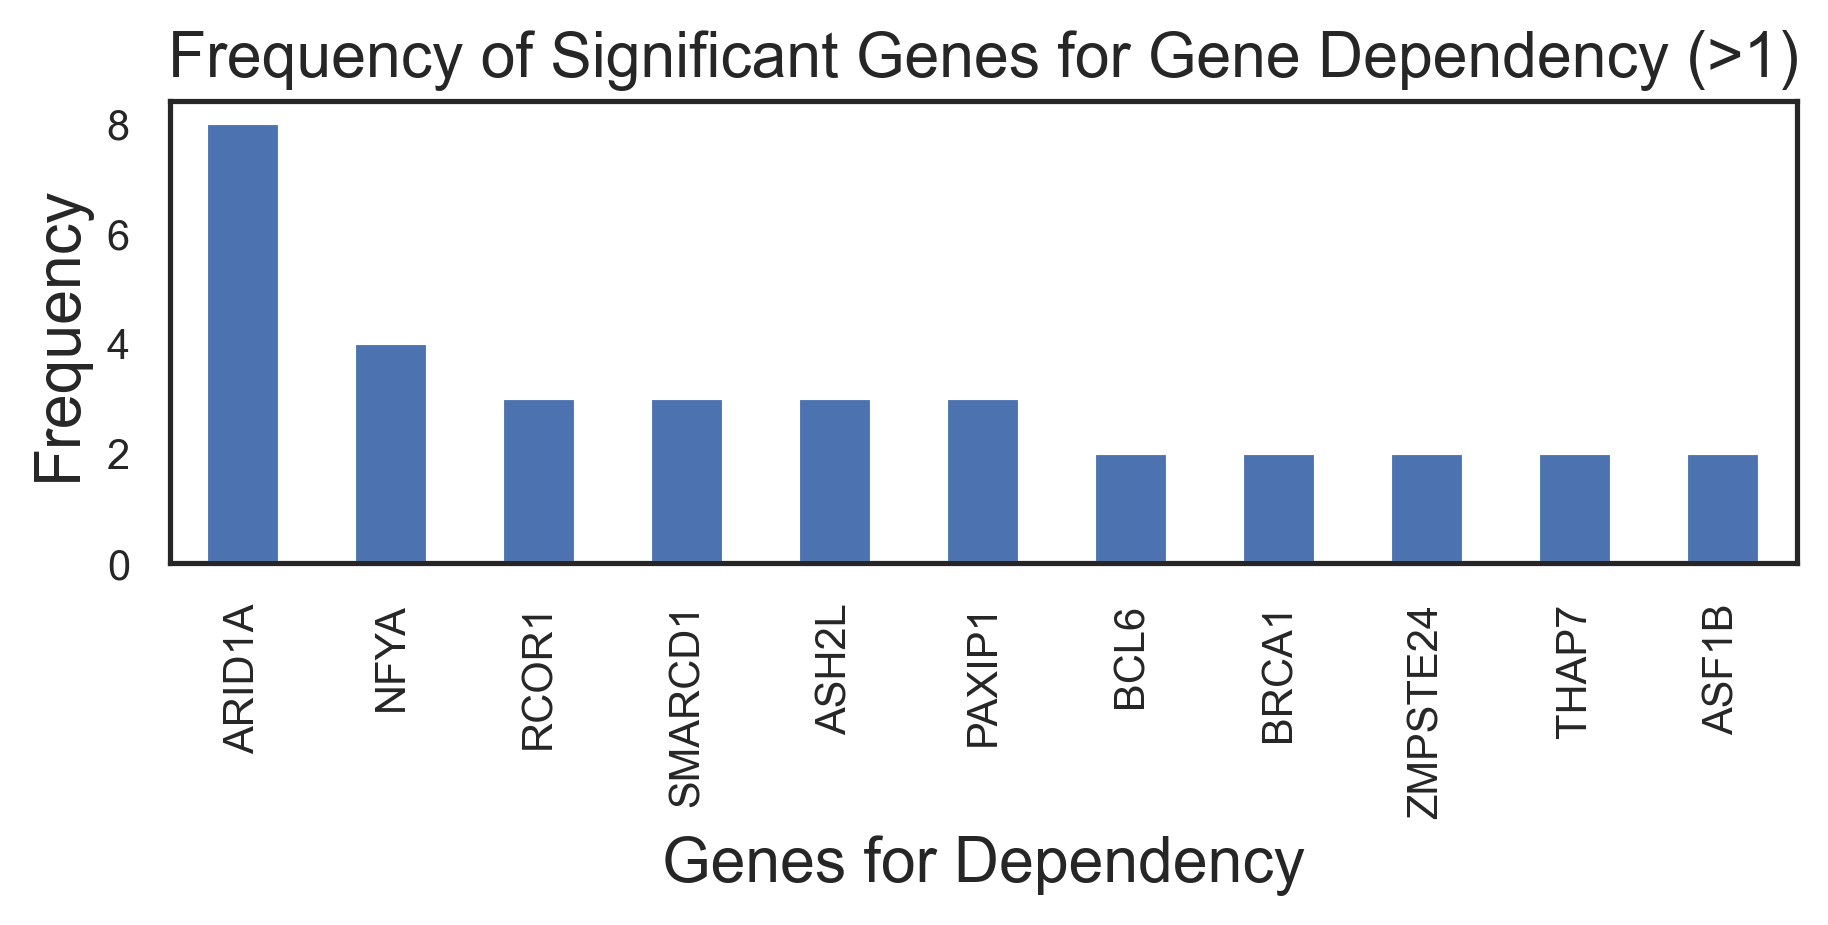 Frequency of Significant Genes for Gene Dependency (>1)
Frequency
8
6
4
2
0
ARID1A
NFYA
RCOR1
SMARCD1
ASH2L
PAXIP1
BCL6
BRCA1
ZMPSTE24
THAP7
ASF1B
Genes for Dependency